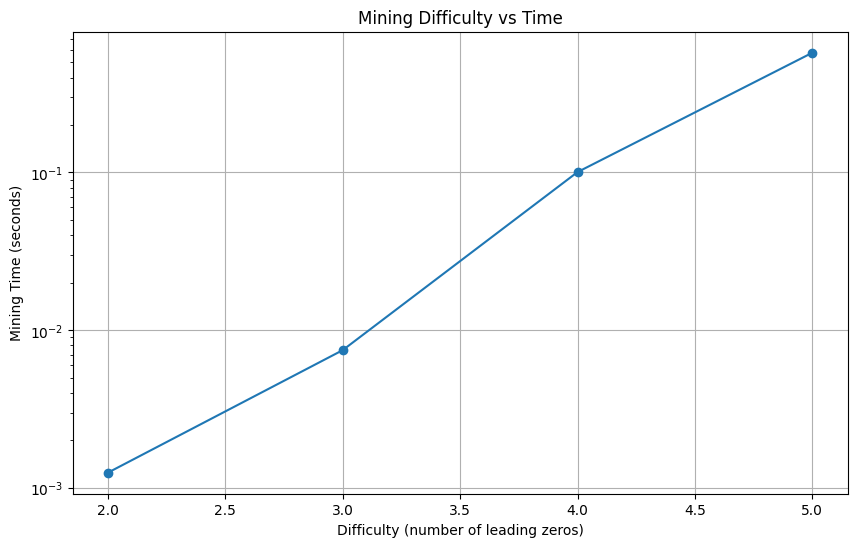 Mining Difficulty vs Time
Mining Time (seconds)
10⁻¹
10⁻²
10⁻³
2.0 2.5 3.0 3.5 4.0 4.5 5.0
Difficulty (number of leading zeros)